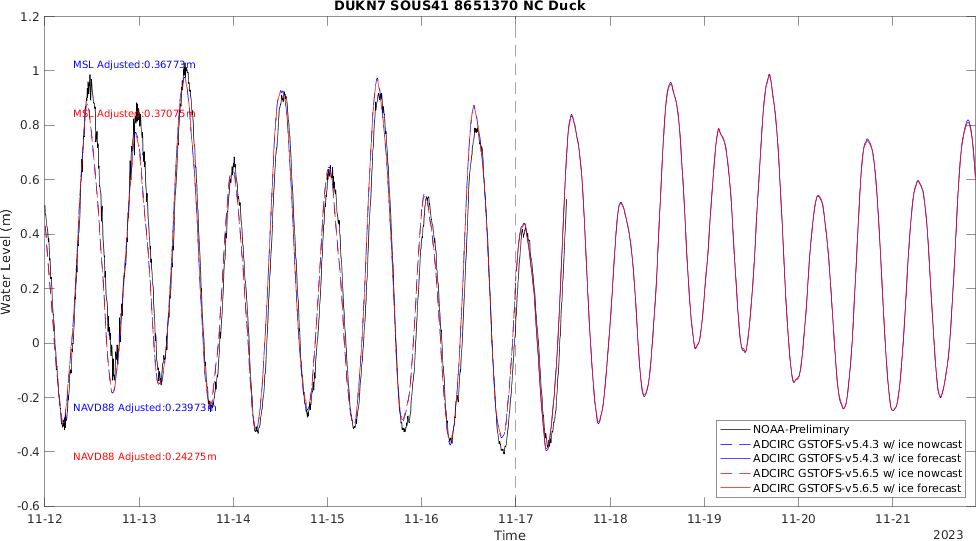 DUKN7 SOUS41 8651370 NC Duck
1.2
1
0.8
0.6
0.4
0.2
0
-0.2
-0.4
-0.6
Water Level (m)
MSL Adjusted:0.36773m
MSL Adjusted:0.37075m
NAVD88 Adjusted:0.23973m
NAVD88 Adjusted:0.24275m
NOAA-Preliminary
ADCIRC GSTOFS-v5.4.3 w/ ice nowcast
ADCIRC GSTOFS-v5.4.3 w/ ice forecast
ADCIRC GSTOFS-v5.6.5 w/ ice nowcast
ADCIRC GSTOFS-v5.6.5 w/ ice forecast
11-12 11-13 11-14 11-15 11-16 11-17 11-18 11-19 11-20 11-21
Time
2023